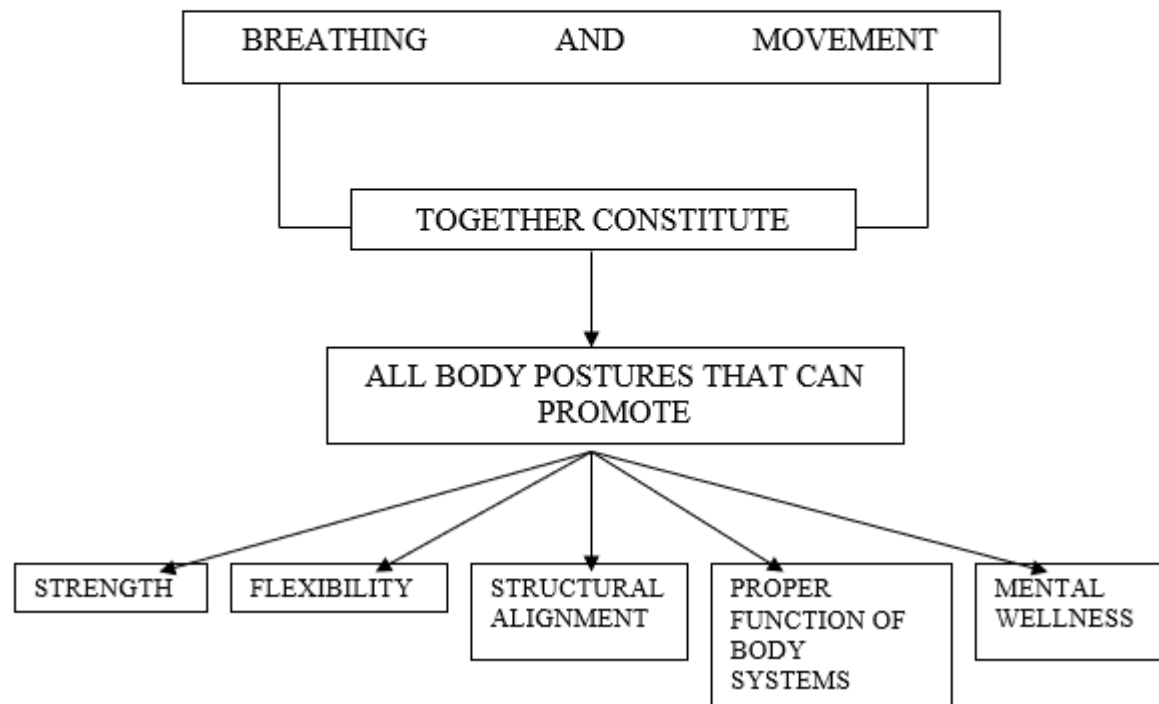 BREATHING AND MOVEMENT
TOGETHER CONSTITUTE
ALL BODY POSTURES THAT CAN
PROMOTE
STRENGTH
FLEXIBILITY
STRUCTURAL
ALIGNMENT
PROPER
FUNCTION OF
BODY
SYSTEMS
MENTAL
WELLNESS